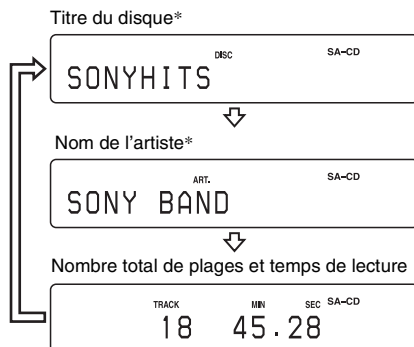 Titre du disque*
DISC SA-CD
SONYHITS
Nom de l'artiste*
ART. SA-CD
SONY BAND
Nombre total de plages et temps de lecture
TRACK MIN SEC SA-CD
18 45.28